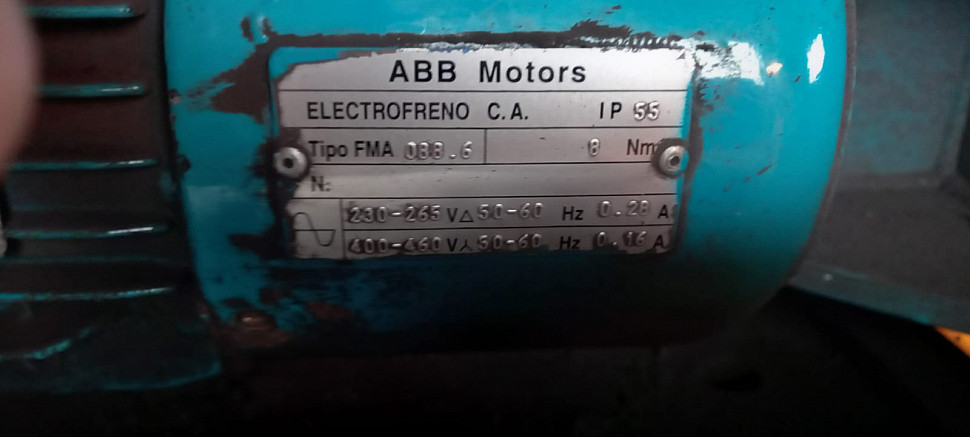 ABB Motors
ELECTROFRENO C.A. IP 55
Tipo FMA 088.6 8 Nm
N:
230-265 V△ 50-60 Hz 0.28 A
400-460 V⅄ 50-60 Hz 0.16 A